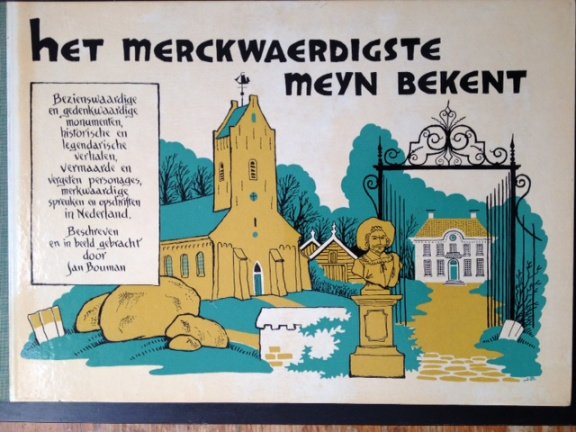 het merckwaerdigste
meyn bekent
Bezienswaardige
en gedenkwaardige
monumenten,
historische en
legendarische
verhalen,
vermaarde en
vergeten personages,
merkwaardige
spreuken en opschriften
in Nederland.
Beschreven
en in beeld gebracht
door
Jan Bouman